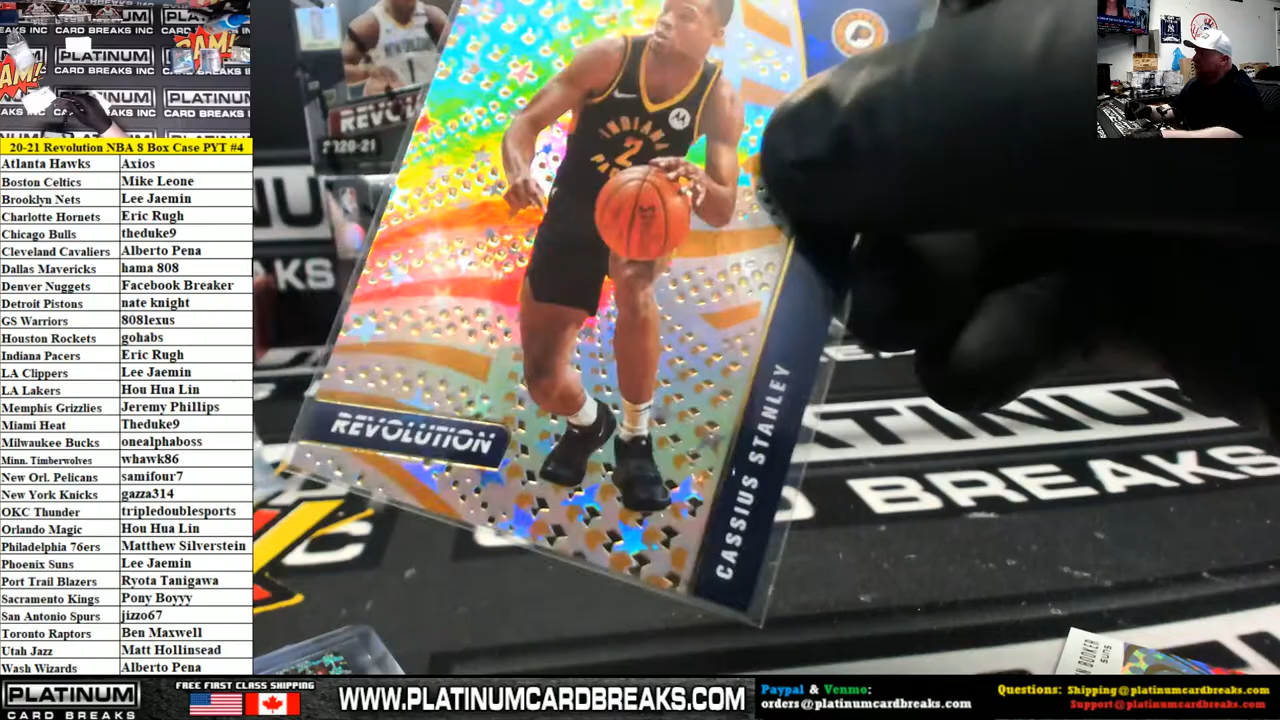 20-21 Revolution NBA 8 Box Case PYT #4
Atlanta Hawks Axios
Boston Celtics Mike Leone
Brooklyn Nets Lee Jaemin
Charlotte Hornets Eric Rugh
Chicago Bulls theduke9
Cleveland Cavaliers Alberto Pena
Dallas Mavericks hama 808
Denver Nuggets Facebook Breaker
Detroit Pistons nate knight
GS Warriors 808lexus
Houston Rockets gohabs
Indiana Pacers Eric Rugh
LA Clippers Lee Jaemin
LA Lakers Hou Hua Lin
Memphis Grizzlies Jeremy Phillips
Miami Heat Theduke9
Milwaukee Bucks onealphaboss
Minn. Timberwolves whawk86
New Orl. Pelicans samifour7
New York Knicks gazza314
OKC Thunder tripledoublesports
Orlando Magic Hou Hua Lin
Philadelphia 76ers Matthew Silverstein
Phoenix Suns Lee Jaemin
Port Trail Blazers Ryota Tanigawa
Sacramento Kings Pony Boyyy
San Antonio Spurs jizzo67
Toronto Raptors Ben Maxwell
Utah Jazz Matt Hollinsead
Wash Wizards Alberto Pena
PLATINUM
CARD BREAKS INC
INDIANA
2
REVOLUTION
CASSIUS STANLEY
2020-21
BREAKS
BOOKER
SUNS
PLATINUM
CARD BREAKS
FREE FIRST CLASS SHIPPING
WWW.PLATINUMCARDBREAKS.COM
Paypal & Venmo:
orders@platinumcardbreaks.com
Questions: Shipping@platinumcardbreaks.com
Support@platinumcardbreaks.com